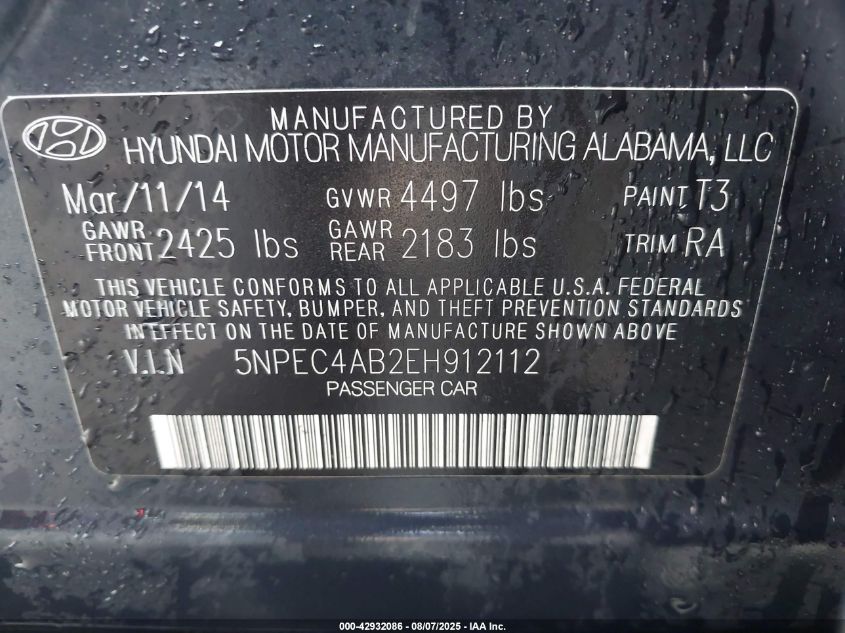 MANUFACTURED BY
HYUNDAI MOTOR MANUFACTURING ALABAMA, LLC
Mar/11/14 GVWR 4497 lbs PAINT T3
GAWR FRONT 2425 lbs GAWR REAR 2183 lbs TRIM RA
THIS VEHICLE CONFORMS TO ALL APPLICABLE U.S.A. FEDERAL
MOTOR VEHICLE SAFETY, BUMPER, AND THEFT PREVENTION STANDARDS
IN EFFECT ON THE DATE OF MANUFACTURE SHOWN ABOVE
V.I.N 5NPEC4AB2EH912112
PASSENGER CAR
000-42932086 - 08/07/2025 - IAA Inc.